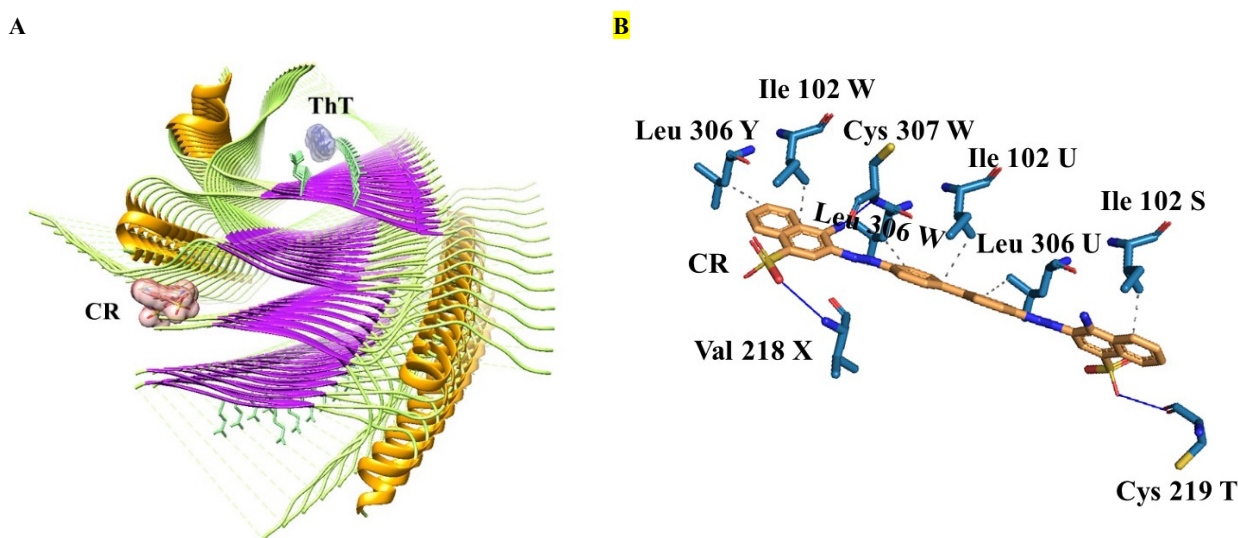 A
B
ThT
CR
Ile 102 W
Leu 306 Y
Cys 307 W
Ile 102 U
Ile 102 S
Leu 306 W
Leu 306 U
CR
Val 218 X
Cys 219 T